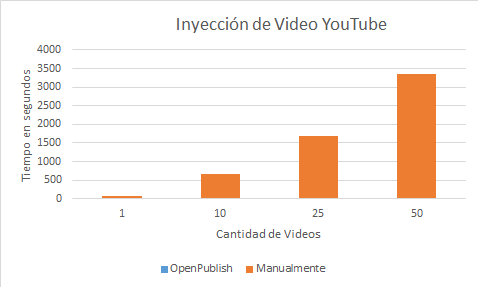 Inyección de Video YouTube
4000
3500
3000
2500
2000
1500
1000
500
0
Tiempo en segundos
1 10 25 50
Cantidad de Videos
OpenPublish Manualmente